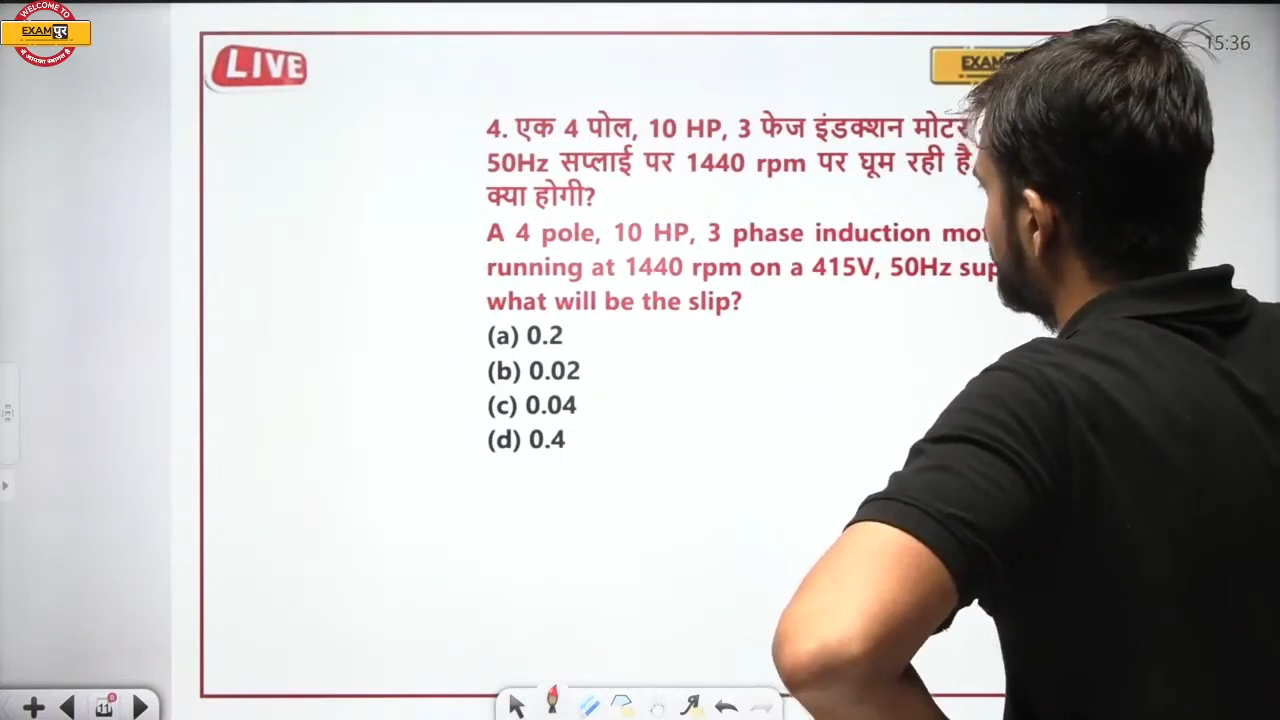 WELCOME TO
EXAMपुर
LIVE
EXAM
15:36
4. एक 4 पोल, 10 HP, 3 फेज इंडक्शन मोटर
50Hz सप्लाई पर 1440 rpm पर घूम रही है
क्या होगी?
A 4 pole, 10 HP, 3 phase induction
running at 1440 rpm on a 415V, 50Hz
what will be the slip?
(a) 0.2
(b) 0.02
(c) 0.04
(d) 0.4
11